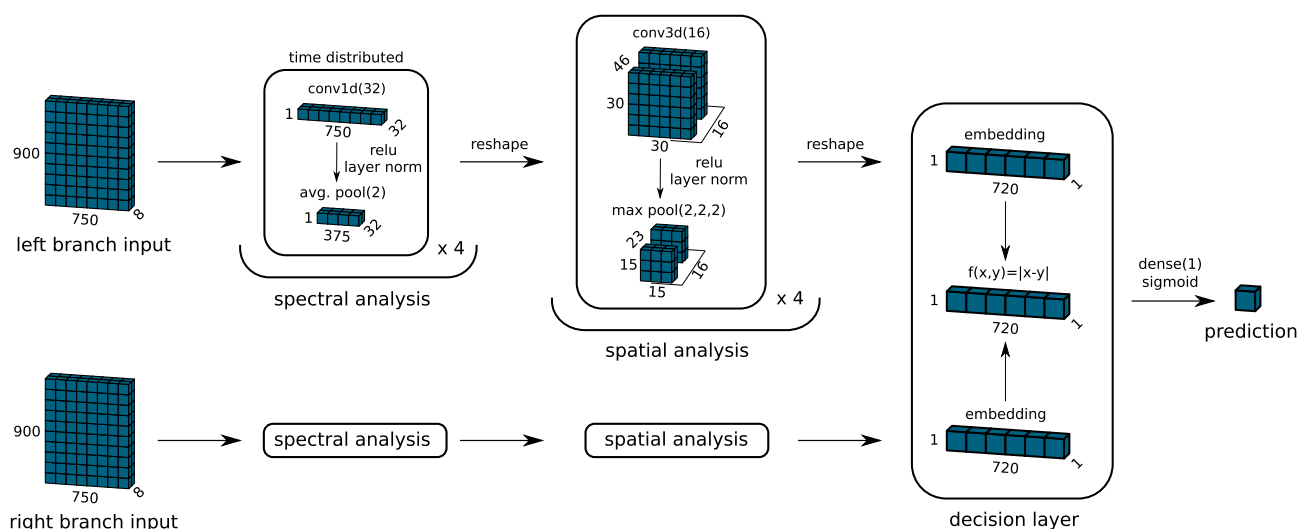 900
750
8
left branch input
time distributed
conv1d(32)
1
750
32
relu
layer norm
avg. pool(2)
1
375
32
x 4
spectral analysis
reshape
conv3d(16)
46
30
30
16
relu
layer norm
max pool(2,2,2)
23
15
15
16
x 4
spatial analysis
reshape
embedding
1
720
1
f(x,y)=|x-y|
1
720
1
embedding
1
720
1
decision layer
dense(1)
sigmoid
prediction
900
750
8
right branch input
spectral analysis
spatial analysis